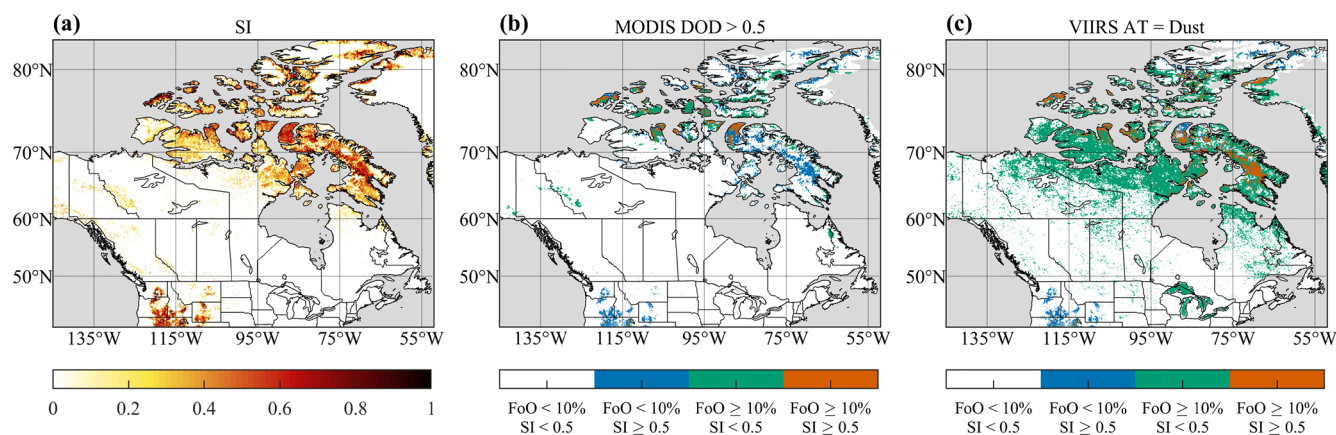 (a) SI
80°N
70°N
60°N
50°N
135°W 115°W 95°W 75°W 55°W
0 0.2 0.4 0.6 0.8 1
(b) MODIS DOD > 0.5
80°N
70°N
60°N
50°N
135°W 115°W 95°W 75°W 55°W
FoO < 10% FoO < 10% FoO ≥ 10% FoO ≥ 10%
SI < 0.5 SI ≥ 0.5 SI < 0.5 SI ≥ 0.5
(c) VIIRS AT = Dust
80°N
70°N
60°N
50°N
135°W 115°W 95°W 75°W 55°W
FoO < 10% FoO < 10% FoO ≥ 10% FoO ≥ 10%
SI < 0.5 SI ≥ 0.5 SI < 0.5 SI ≥ 0.5